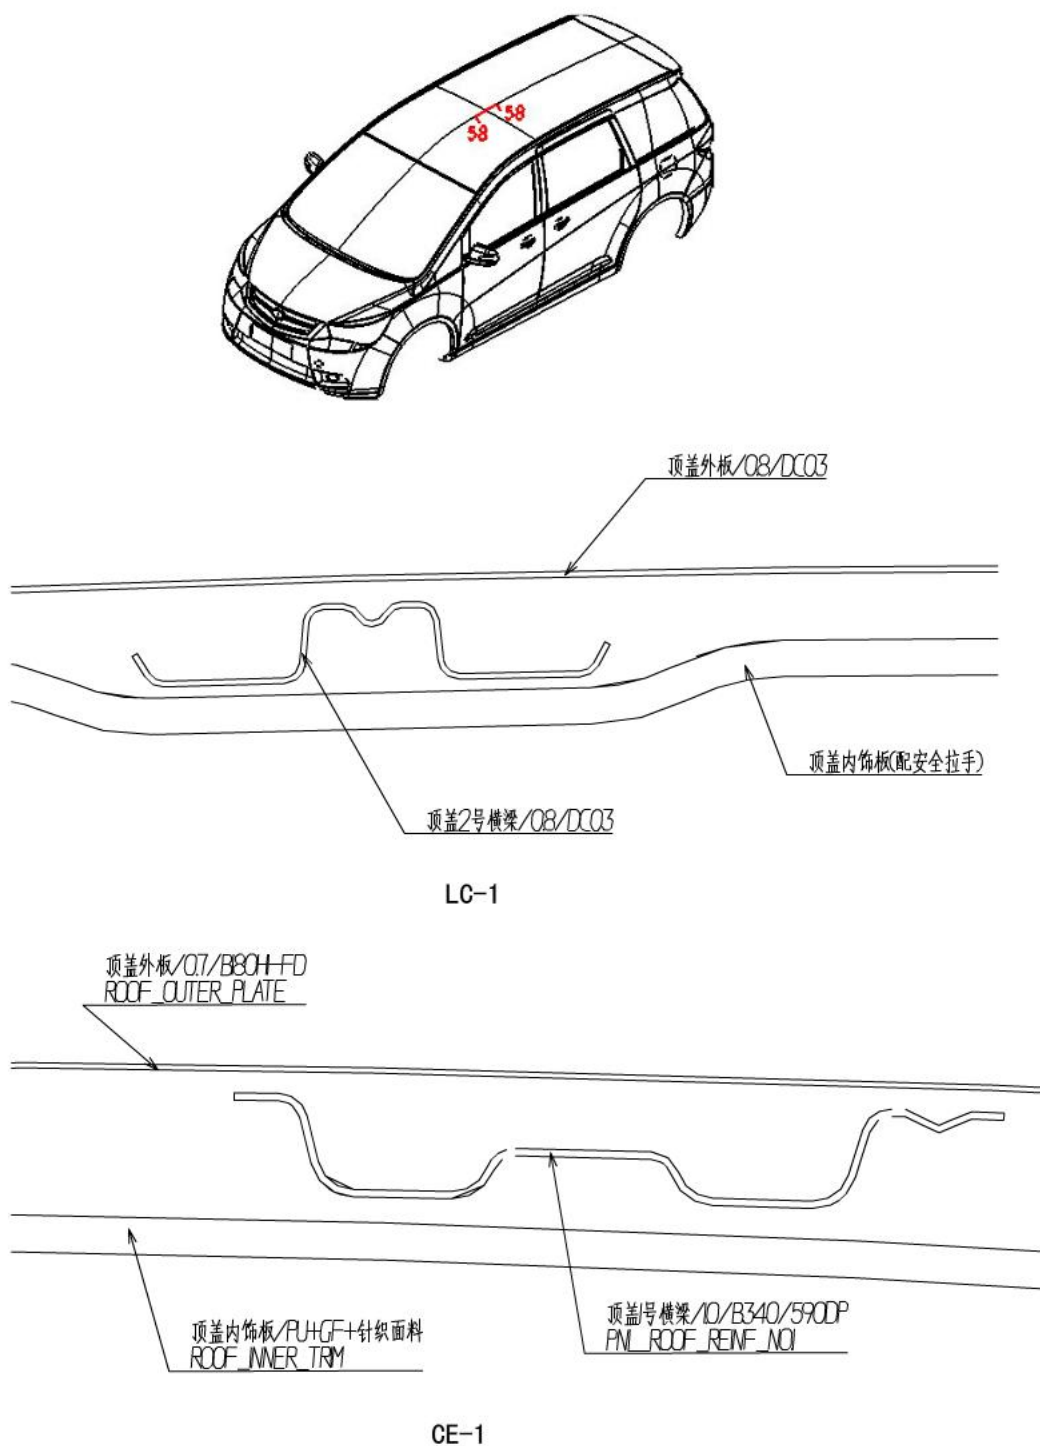 58
58
顶盖外板/0.8/DC03
顶盖内饰板(配安全拉手)
顶盖2号横梁/0.8/DC03
LC-1
顶盖外板/0.7/B180H1-FD
ROOF_OUTER_PLATE
顶盖1号横梁/1.0/B340/590DP
PNL_ROOF_REINF_NO1
顶盖内饰板/PU+GF+针织面料
ROOF_INNER_TRIM
CE-1